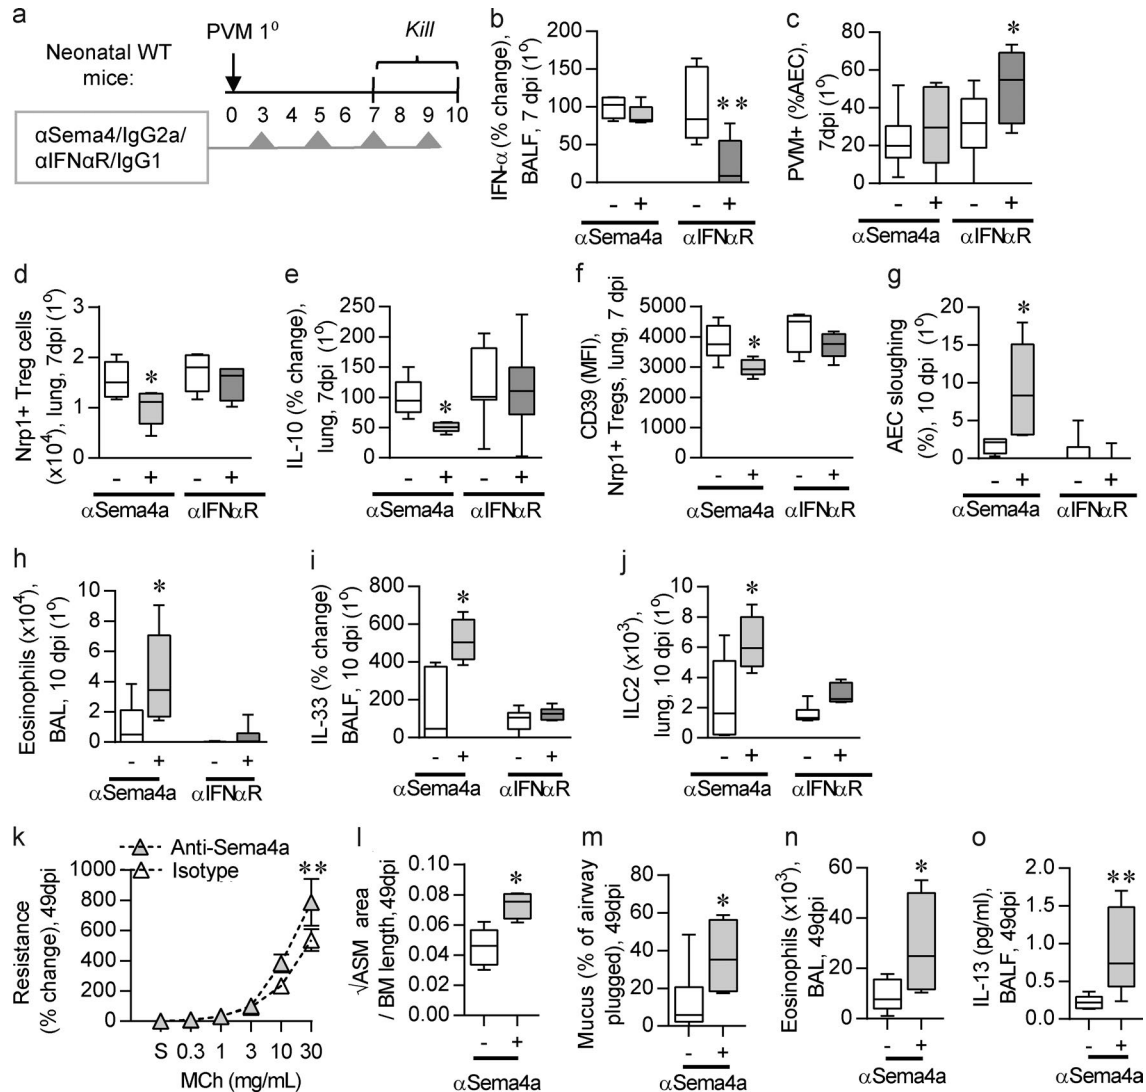 a
PVM 1⁰
Kill
Neonatal WT
mice:
0 3 4 5 6 7 8 9 10
αSema4/IgG2a/
αIFNαR/IgG1
b
IFN-α (% change),
BALF, 7 dpi (1⁰)
150
100
50
0
**
- + - +
αSema4a αIFNαR
c
PVM+ (%AEC),
7dpi (1⁰)
80
60
40
20
0
*
- + - +
αSema4a αIFNαR
d
Nrp1+ Treg cells
(x10⁴), lung, 7dpi (1⁰)
3
2
1
0
*
- + - +
αSema4a αIFNαR
e
IL-10 (% change),
lung, 7dpi (1⁰)
250
200
150
100
50
0
*
- + - +
αSema4a αIFNαR
f
CD39 (MFI),
Nrp1+ Tregs, lung, 7 dpi
5000
4000
3000
2000
1000
0
*
- + - +
αSema4a αIFNαR
g
AEC sloughing
(%), 10 dpi (1⁰)
20
15
10
5
0
*
- + - +
αSema4a αIFNαR
h
Eosinophils (x10⁴),
BAL, 10 dpi (1⁰)
10
8
6
4
2
0
*
- + - +
αSema4a αIFNαR
i
IL-33 (% change)
BALF, 10 dpi (1⁰)
800
600
400
200
0
*
- + - +
αSema4a αIFNαR
j
ILC2 (x10³),
lung, 10 dpi (1⁰)
10
8
6
4
2
0
*
- + - +
αSema4a αIFNαR
k
Anti-Sema4a
Isotype
Resistance
(% change), 49dpi
1000
800
600
400
200
0
**
S 0.3 1 3 10 30
MCh (mg/mL)
l
√ASM area
/ BM length, 49dpi
0.10
0.08
0.06
0.04
0.02
0.00
*
- +
αSema4a
m
Mucus (% of airway
plugged), 49dpi
80
60
40
20
0
*
- +
αSema4a
n
Eosinophils (x10³),
BAL, 49dpi
60
40
20
0
*
- +
αSema4a
o
IL-13 (pg/ml),
BALF, 49dpi
2.0
1.5
1.0
0.5
0.0
**
- +
αSema4a